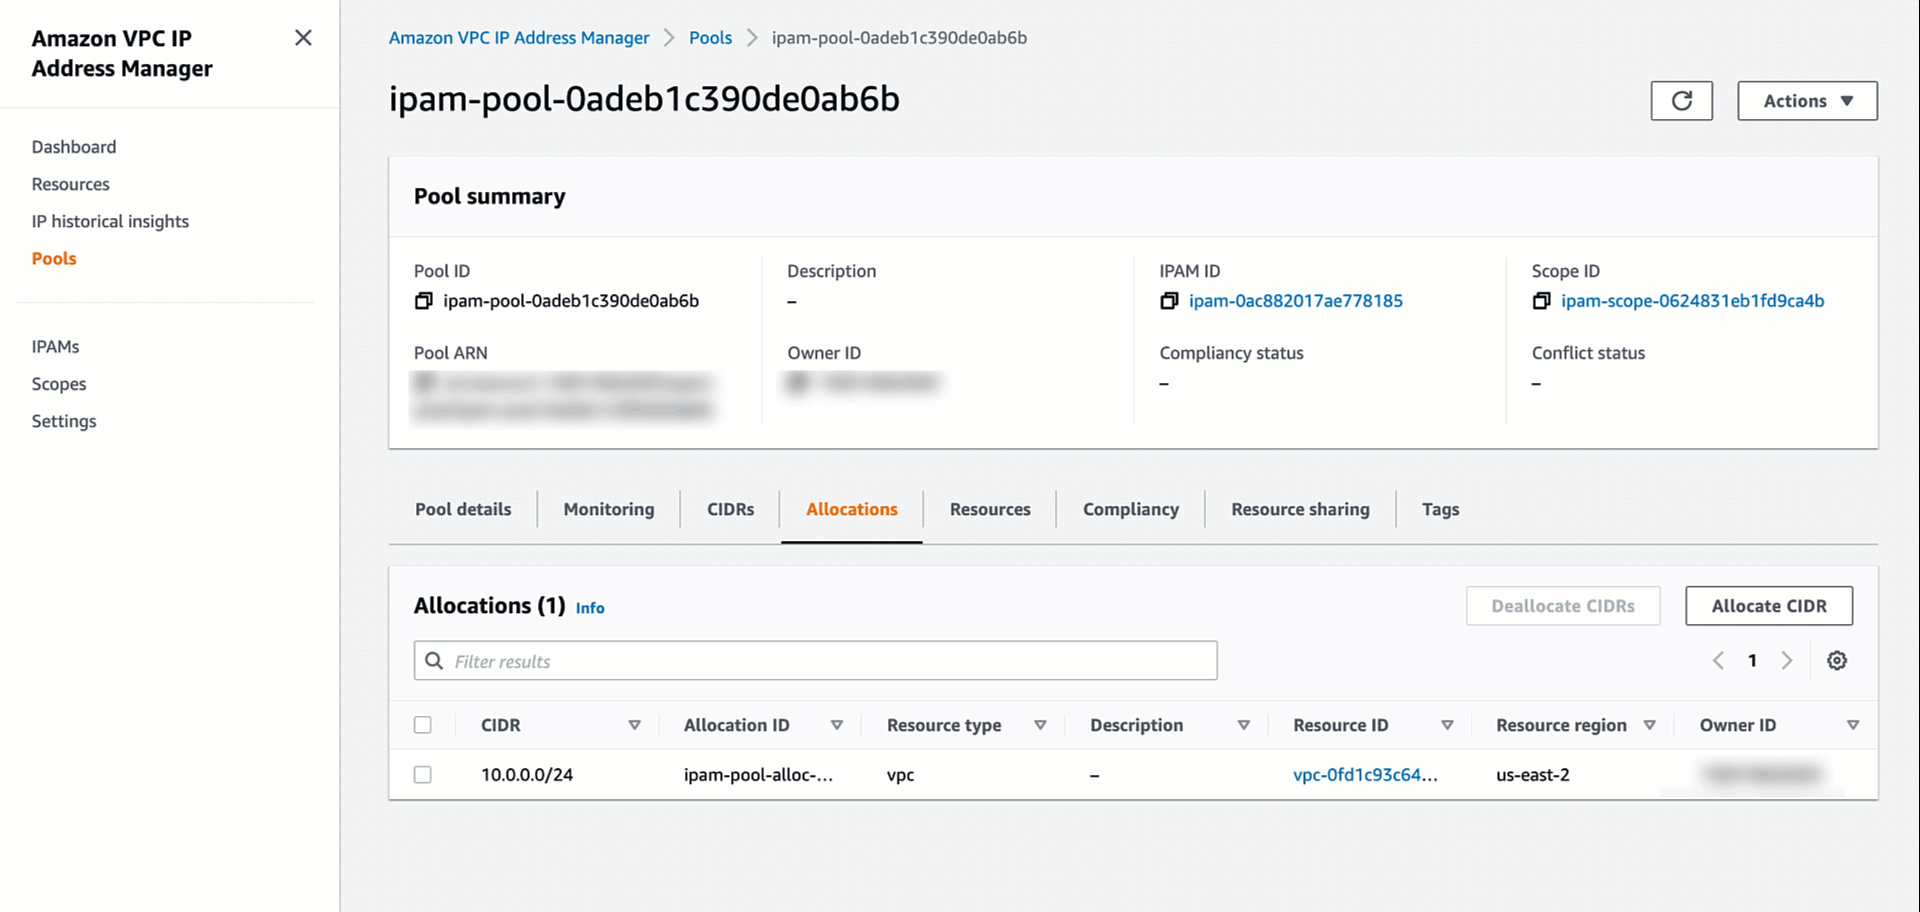 Amazon VPC IP
Address Manager
Dashboard
Resources
IP historical insights
Pools
IPAMs
Scopes
Settings
Amazon VPC IP Address Manager > Pools > ipam-pool-0adeb1c390de0ab6b
ipam-pool-0adeb1c390de0ab6b
Actions
Pool summary
Pool ID
ipam-pool-0adeb1c390de0ab6b
Description
–
IPAM ID
ipam-0ac882017ae778185
Scope ID
ipam-scope-0624831eb1fd9ca4b
Pool ARN
Owner ID
Compliancy status
–
Conflict status
–
Pool details Monitoring CIDRs Allocations Resources Compliancy Resource sharing Tags
Allocations (1) Info
Deallocate CIDRs Allocate CIDR
Filter results
1
CIDR Allocation ID Resource type Description Resource ID Resource region Owner ID
10.0.0.0/24 ipam-pool-alloc-... vpc – vpc-0fd1c93c64... us-east-2